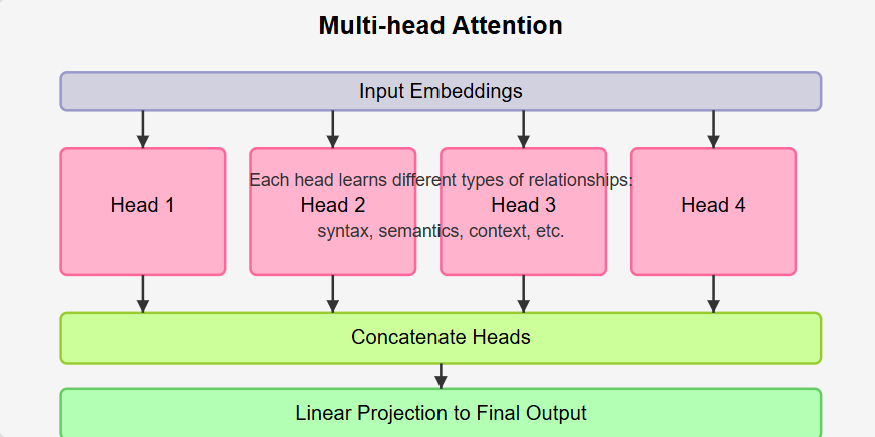 Multi-head Attention
Input Embeddings
Each head learns different types of relationships:
Head 1
Head 2
Head 3
Head 4
syntax, semantics, context, etc.
Concatenate Heads
Linear Projection to Final Output